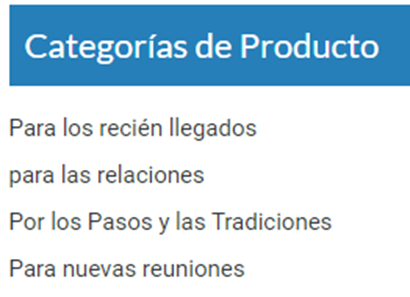 Categorías de Producto
Para los recién llegados
para las relaciones
Por los Pasos y las Tradiciones
Para nuevas reuniones